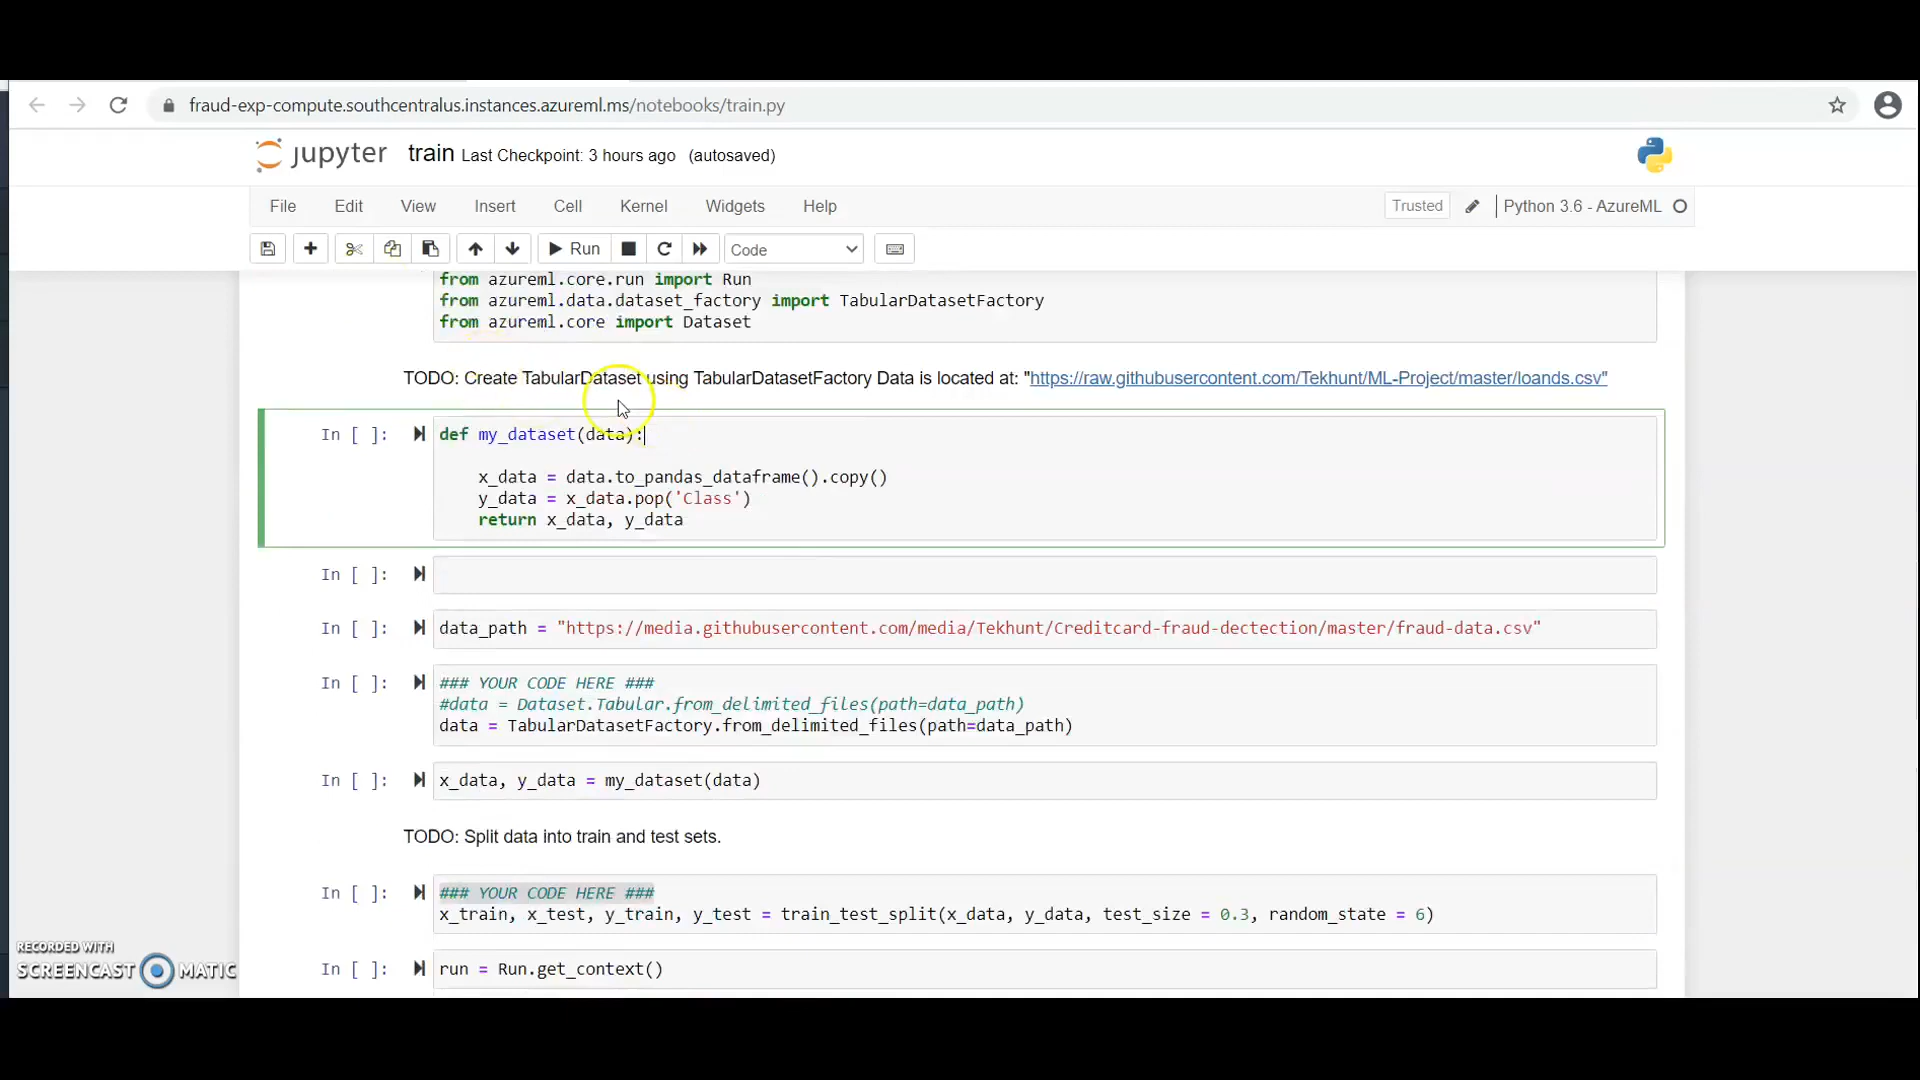 fraud-exp-compute.southcentralus.instances.azureml.ms/notebooks/train.py
jupyter train Last Checkpoint: 3 hours ago (autosaved)
File Edit View Insert Cell Kernel Widgets Help Trusted Python 3.6 - AzureML
Run Code
from azureml.core.run import Run
from azureml.data.dataset_factory import TabularDatasetFactory
from azureml.core import Dataset
TODO: Create TabularDataset using TabularDatasetFactory Data is located at: "https://raw.githubusercontent.com/Tekhunt/ML-Project/master/loands.csv"
In [ ]: def my_dataset(data):
x_data = data.to_pandas_dataframe().copy()
y_data = x_data.pop('Class')
return x_data, y_data
In [ ]:
In [ ]: data_path = "https://media.githubusercontent.com/media/Tekhunt/Creditcard-fraud-dectection/master/fraud-data.csv"
In [ ]: ### YOUR CODE HERE ###
#data = Dataset.Tabular.from_delimited_files(path=data_path)
data = TabularDatasetFactory.from_delimited_files(path=data_path)
In [ ]: x_data, y_data = my_dataset(data)
TODO: Split data into train and test sets.
In [ ]: ### YOUR CODE HERE ###
x_train, x_test, y_train, y_test = train_test_split(x_data, y_data, test_size = 0.3, random_state = 6)
In [ ]: run = Run.get_context()
RECORDED WITH
SCREENCAST MATIC